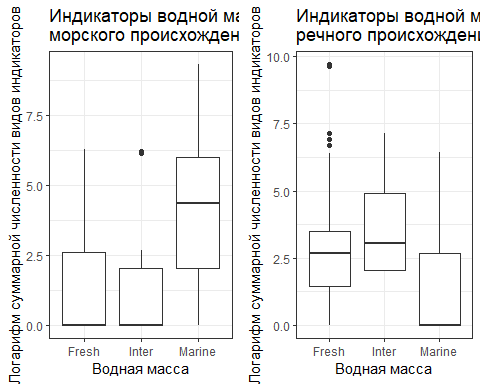 Индикаторы водной ма
морского происхожден
Логарифм суммарной численности видов индикаторов
7.5
5.0
2.5
0.0
Fresh Inter Marine
Водная масса
Индикаторы водной м
речного происхождени
Логарифм суммарной численности видов индикаторов
10.0
7.5
5.0
2.5
0.0
Fresh Inter Marine
Водная масса